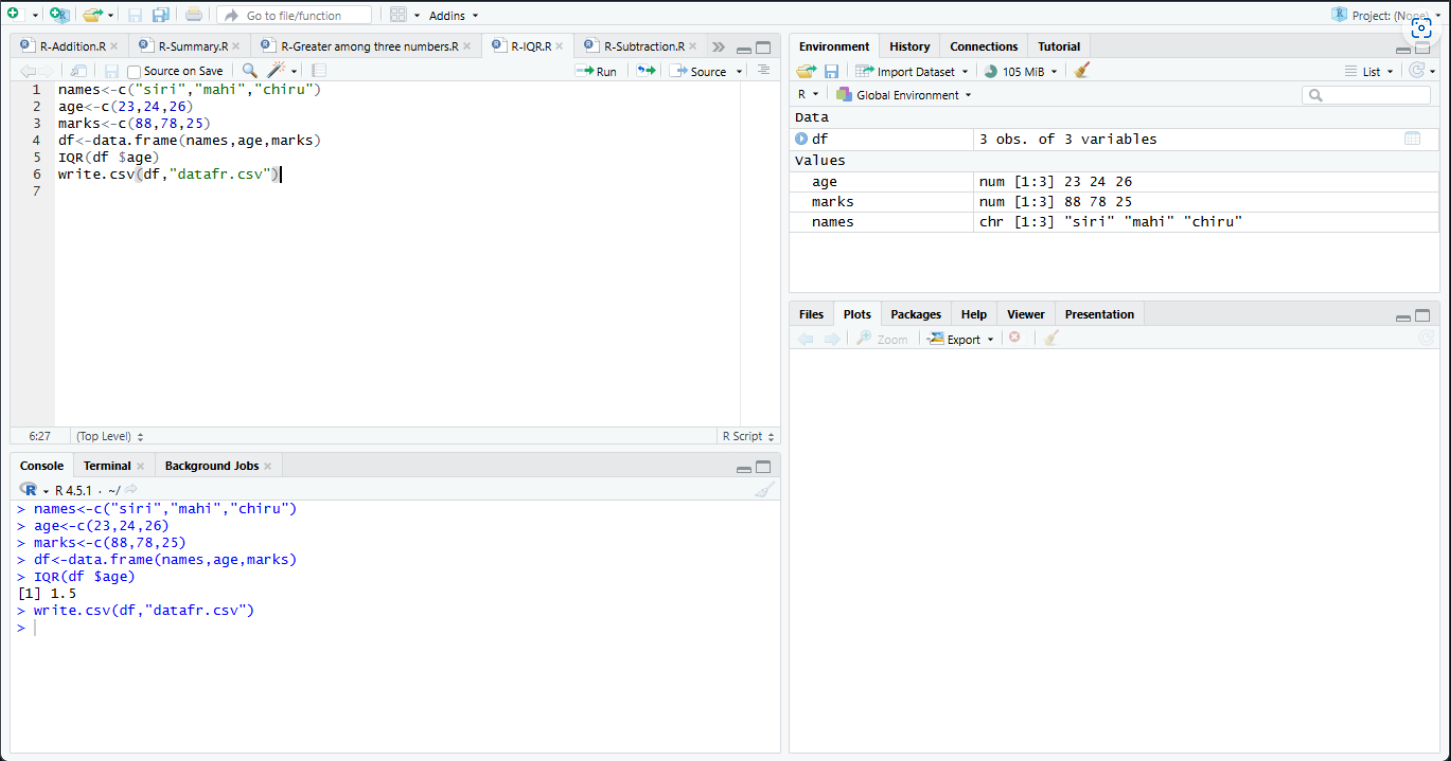 Go to file/function
Addins
Project: (None)
R-Addition.R
R-Summary.R
R-Greater among three numbers.R
R-IQR.R
R-Subtraction.R
Source on Save
Run
Source
1 names<-c("siri","mahi","chiru")
2 age<-c(23,24,26)
3 marks<-c(88,78,25)
4 df<-data.frame(names,age,marks)
5 IQR(df $age)
6 write.csv(df,"datafr.csv")
7
6:27 (Top Level) R Script
Console Terminal Background Jobs
R R 4.5.1 · ~/
> names<-c("siri","mahi","chiru")
> age<-c(23,24,26)
> marks<-c(88,78,25)
> df<-data.frame(names,age,marks)
> IQR(df $age)
[1] 1.5
> write.csv(df,"datafr.csv")
>
Environment History Connections Tutorial
Import Dataset 105 MiB List
R Global Environment
Data
df 3 obs. of 3 variables
Values
age num [1:3] 23 24 26
marks num [1:3] 88 78 25
names chr [1:3] "siri" "mahi" "chiru"
Files Plots Packages Help Viewer Presentation
Zoom Export